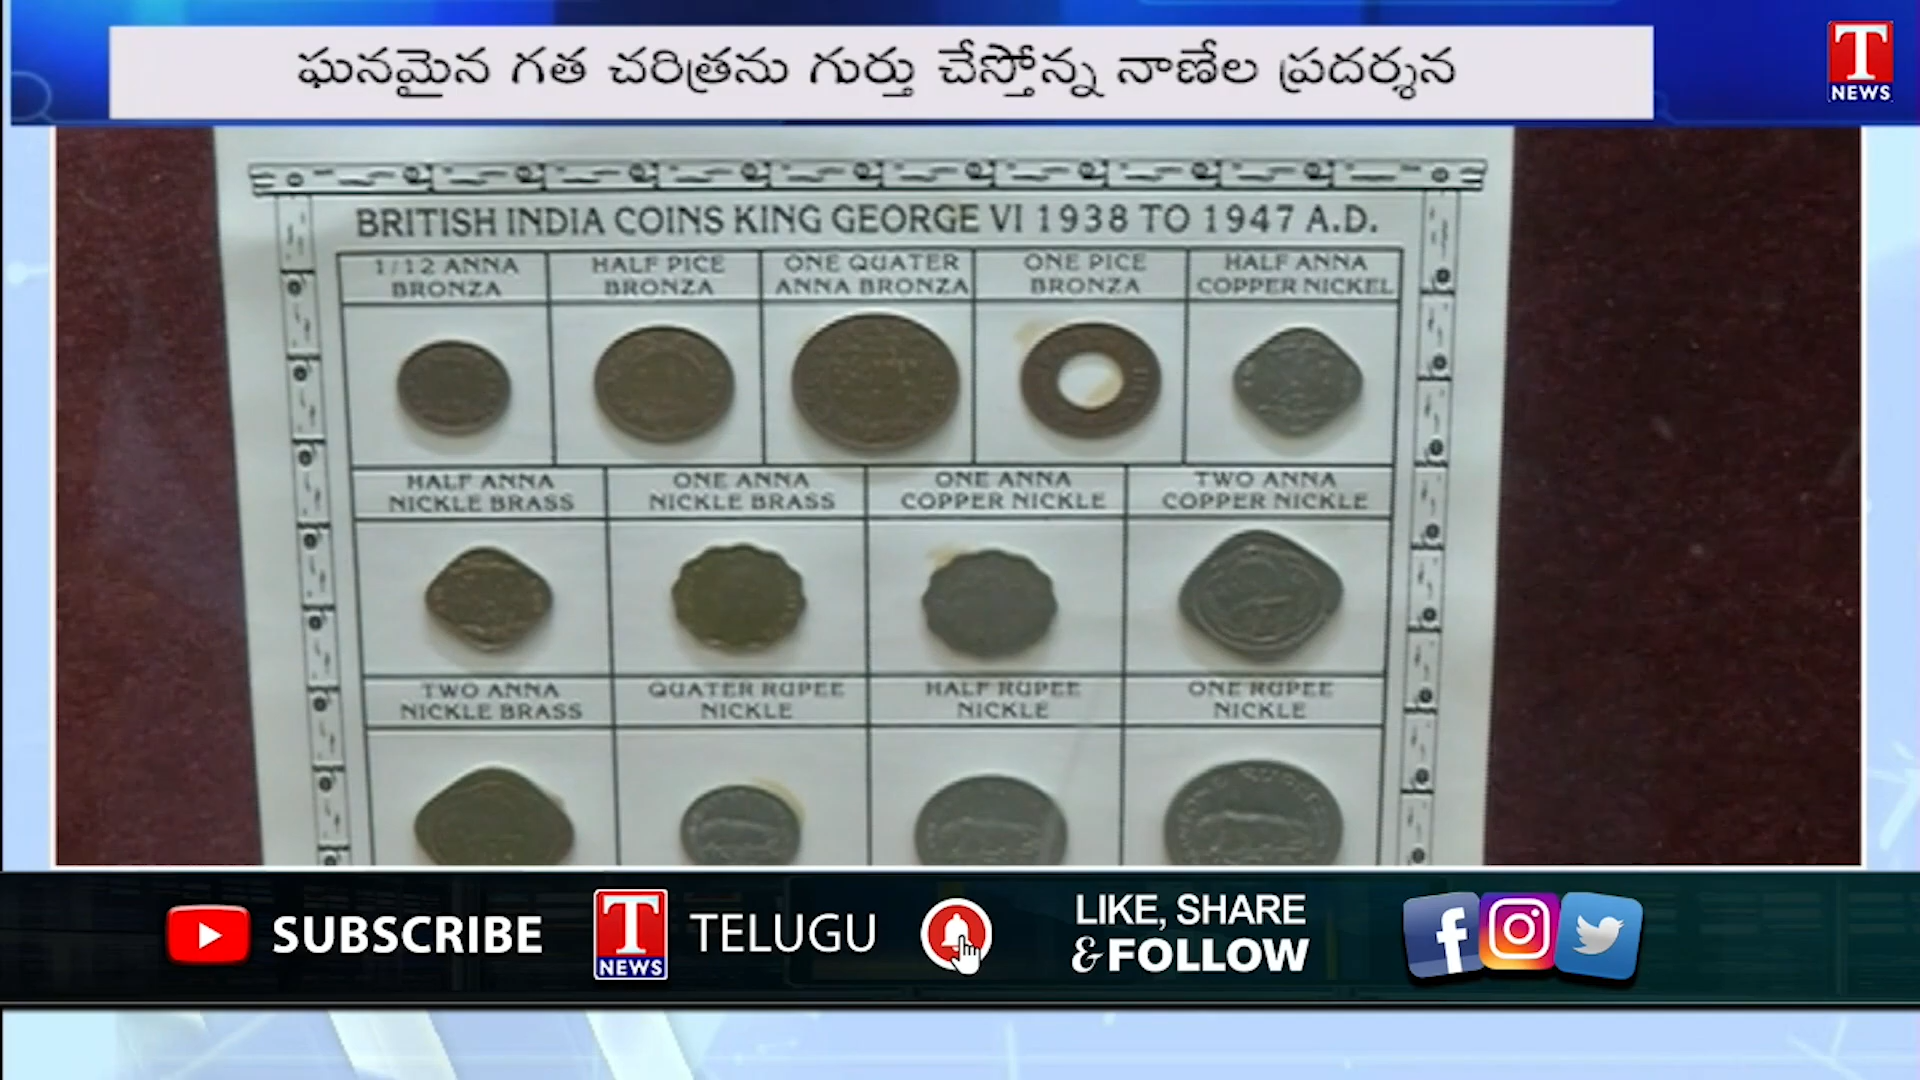 ఘనమైన గత చరిత్రను గుర్తు చేస్తోన్న నాణేల ప్రదర్శన
T
NEWS
BRITISH INDIA COINS KING GEORGE VI 1938 TO 1947 A.D.
1/12 ANNA
BRONZA
HALF PICE
BRONZA
ONE QUATER
ANNA BRONZA
ONE PICE
BRONZA
HALF ANNA
COPPER NICKEL
HALF ANNA
NICKLE BRASS
ONE ANNA
NICKLE BRASS
ONE ANNA
COPPER NICKLE
TWO ANNA
COPPER NICKLE
TWO ANNA
NICKLE BRASS
QUATER RUPEE
NICKLE
HALF RUPEE
NICKLE
ONE RUPEE
NICKLE
SUBSCRIBE
T
NEWS
TELUGU
LIKE, SHARE
& FOLLOW